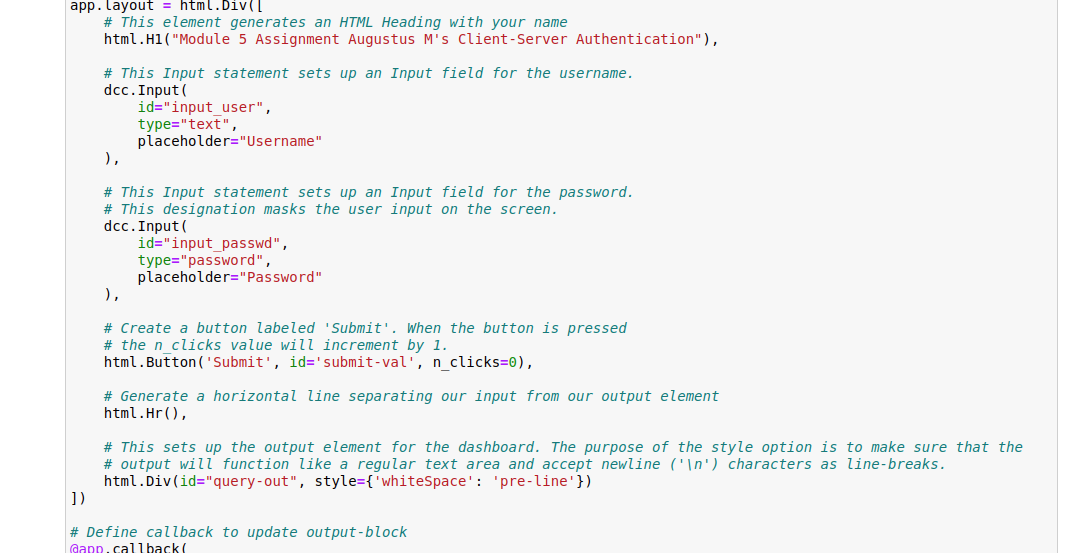 app.layout = html.Div([
    # This element generates an HTML Heading with your name
    html.H1("Module 5 Assignment Augustus M's Client-Server Authentication"),

    # This Input statement sets up an Input field for the username.
    dcc.Input(
        id="input_user",
        type="text",
        placeholder="Username"
    ),

    # This Input statement sets up an Input field for the password.
    # This designation masks the user input on the screen.
    dcc.Input(
        id="input_passwd",
        type="password",
        placeholder="Password"
    ),

    # Create a button labeled 'Submit'. When the button is pressed
    # the n_clicks value will increment by 1.
    html.Button('Submit', id='submit-val', n_clicks=0),

    # Generate a horizontal line separating our input from our output element
    html.Hr(),

    # This sets up the output element for the dashboard. The purpose of the style option is to make sure that the
    # output will function like a regular text area and accept newline ('\n') characters as line-breaks.
    html.Div(id="query-out", style={'whiteSpace': 'pre-line'})
])

# Define callback to update output-block
@app.callback(